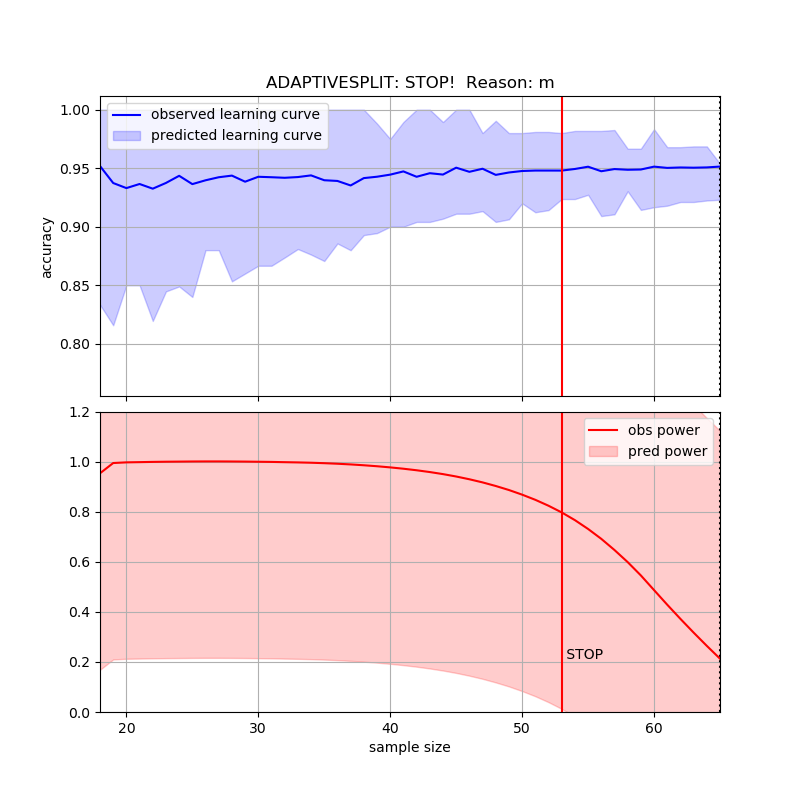 ADAPTIVESPLIT: STOP!  Reason: m
observed learning curve
predicted learning curve
1.00
0.95
0.90
0.85
0.80
accuracy
obs power
pred power
1.2
1.0
0.8
0.6
0.4
0.2
0.0
STOP
20 30 40 50 60
sample size